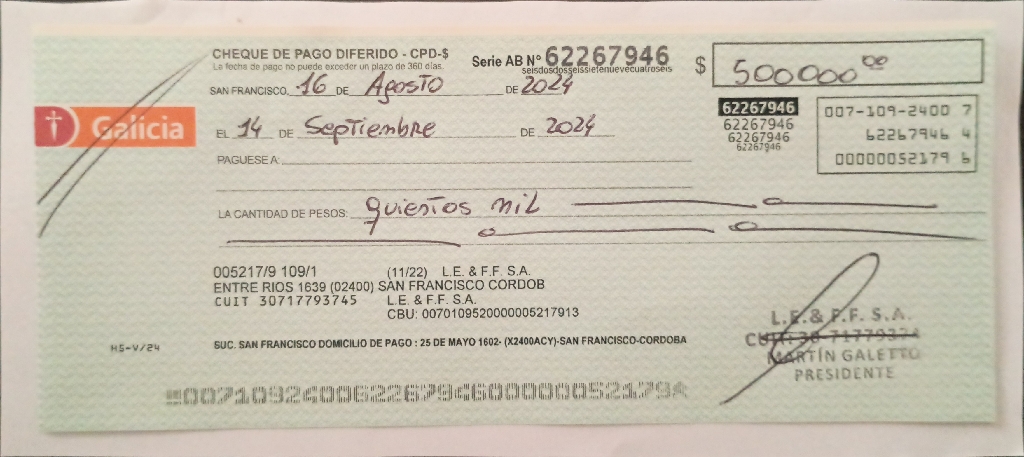 CHEQUE DE PAGO DIFERIDO - CPD-$
La fecha de pago no puede exceder un plazo de 360 días.
Serie AB Nº 62267946
seisdosdosseissietenuevecuatroseis
$ 500000 00
SAN FRANCISCO, 16 DE Agosto DE 2024
Galicia
EL 14 DE Septiembre DE 2024
62267946
62267946
62267946
62267946
007-109-2400 7
62267946 4
00000052179 6
PAGUESE A:
LA CANTIDAD DE PESOS: quientos mil
005217/9 109/1 (11/22) L.E. & F.F. S.A.
ENTRE RIOS 1639 (02400) SAN FRANCISCO CORDOB
CUIT 30717793745 L.E. & F.F. S.A.
CBU: 0070109520000005217913
HS-V/24
SUC. SAN FRANCISCO DOMICILIO DE PAGO : 25 DE MAYO 1602- (X2400ACY)-SAN FRANCISCO-CORDOBA
L.E. & F.F. S.A.
MARTÍN GALETTO
PRESIDENTE